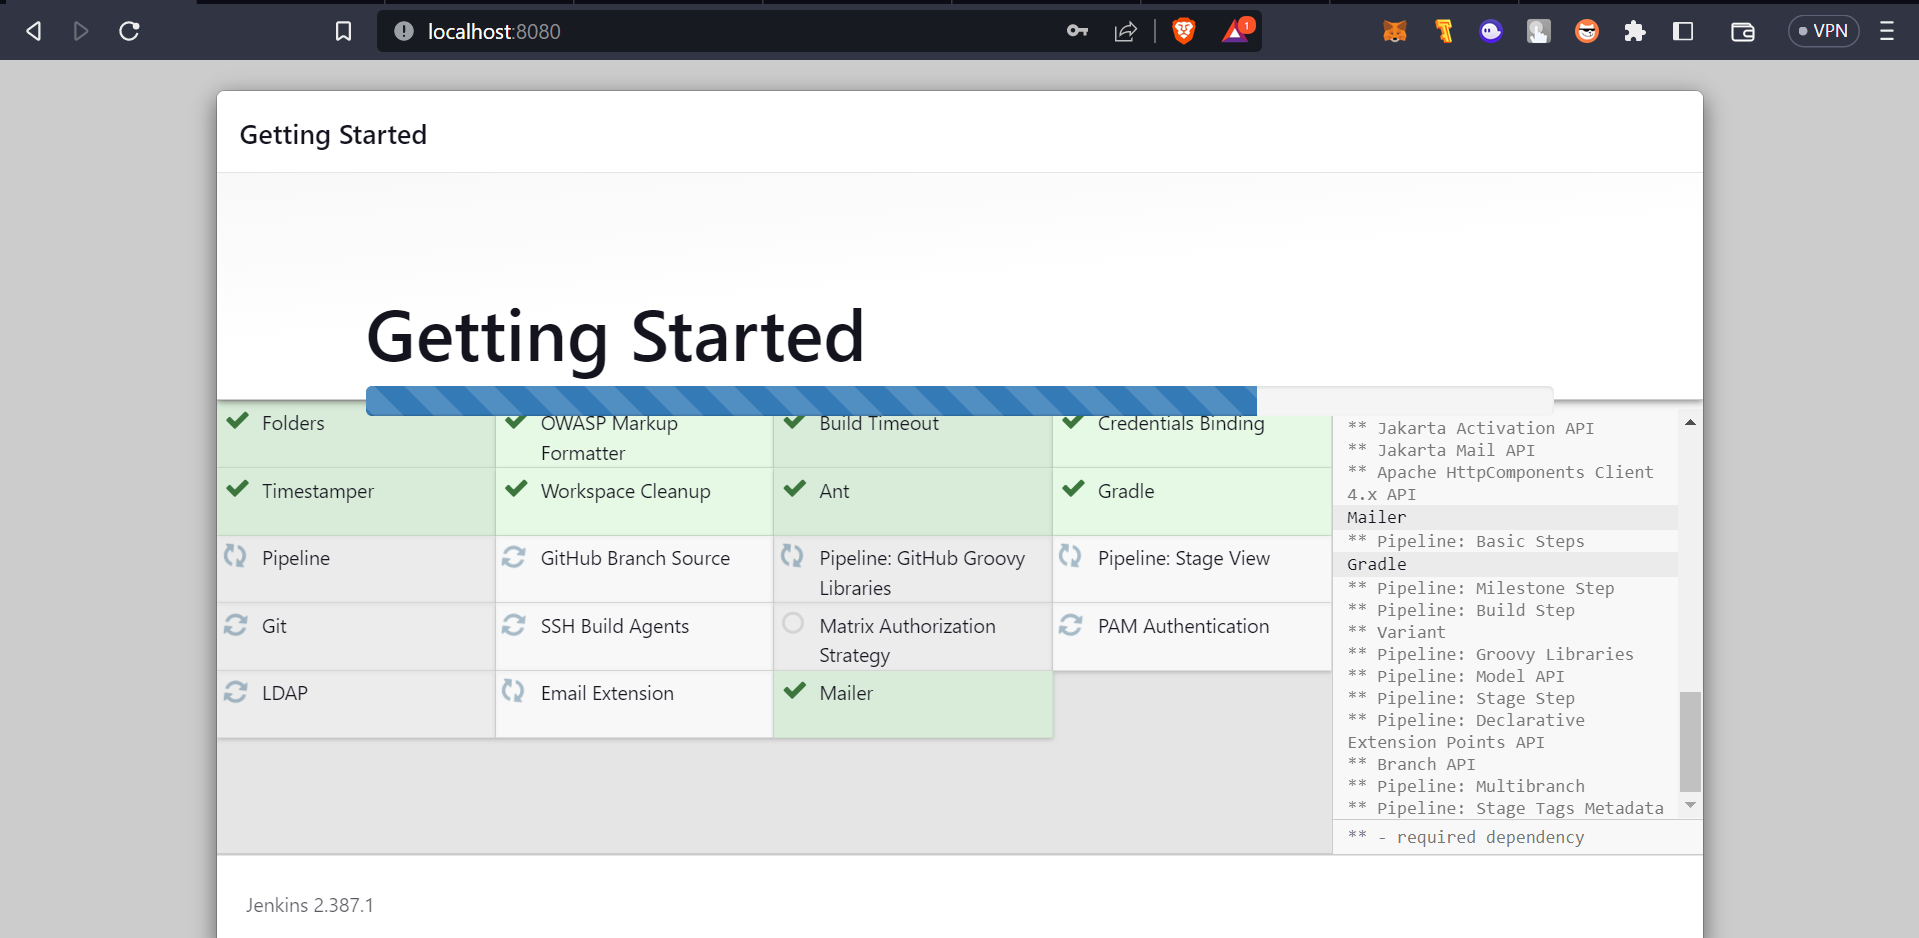 localhost:8080
1
VPN
Getting Started
Getting Started
Folders
OWASP Markup
Formatter
Build Timeout
Credentials Binding
Timestamper
Workspace Cleanup
Ant
Gradle
Pipeline
GitHub Branch Source
Pipeline: GitHub Groovy
Libraries
Pipeline: Stage View
Git
SSH Build Agents
Matrix Authorization
Strategy
PAM Authentication
LDAP
Email Extension
Mailer
** Jakarta Activation API
** Jakarta Mail API
** Apache HttpComponents Client
4.x API
Mailer
** Pipeline: Basic Steps
Gradle
** Pipeline: Milestone Step
** Pipeline: Build Step
** Variant
** Pipeline: Groovy Libraries
** Pipeline: Model API
** Pipeline: Stage Step
** Pipeline: Declarative
Extension Points API
** Branch API
** Pipeline: Multibranch
** Pipeline: Stage Tags Metadata
** - required dependency
Jenkins 2.387.1